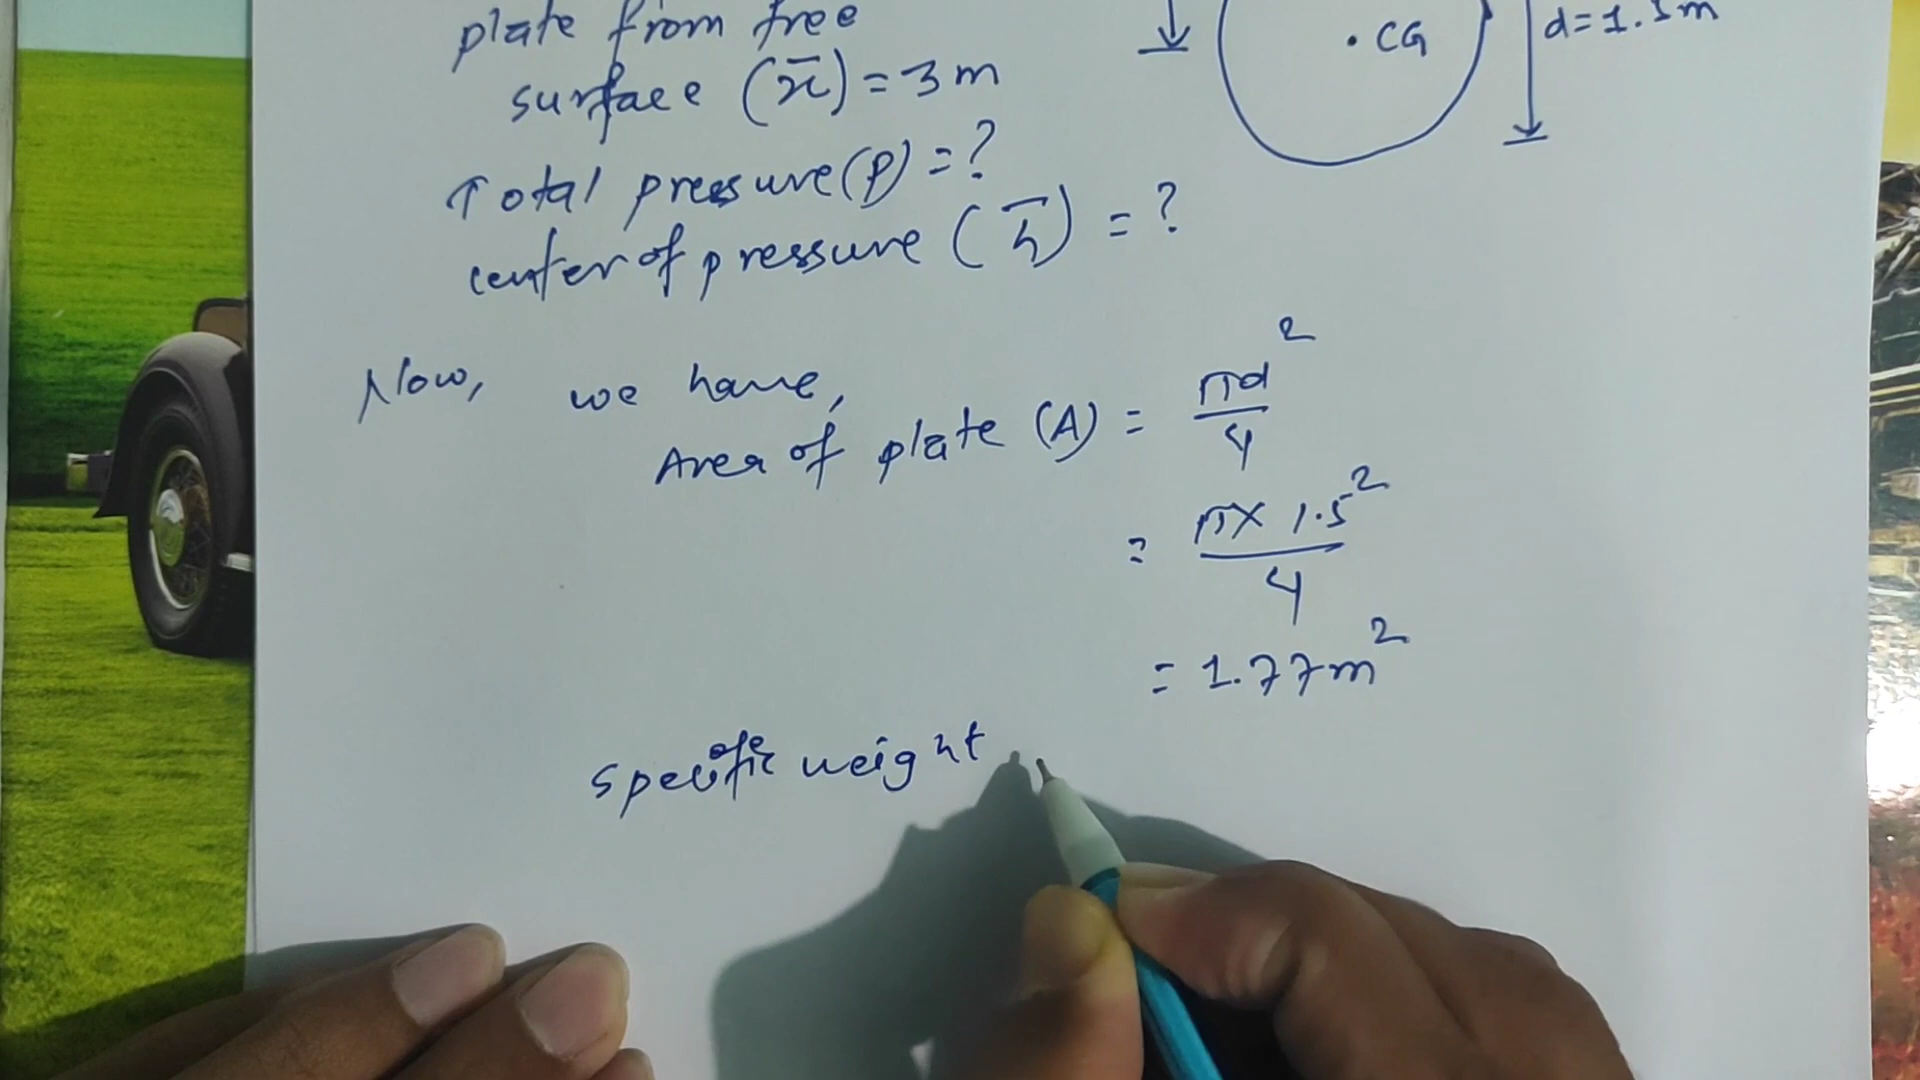 plate from free
surface (x̄) = 3 m
Total pressure (p) = ?
center of pressure (h̄) = ?
• CG
d = 1.5 m
Now, we have,
Area of plate (A) = πd²/4
= π × 1.5²/4
= 1.77 m²
specific weight